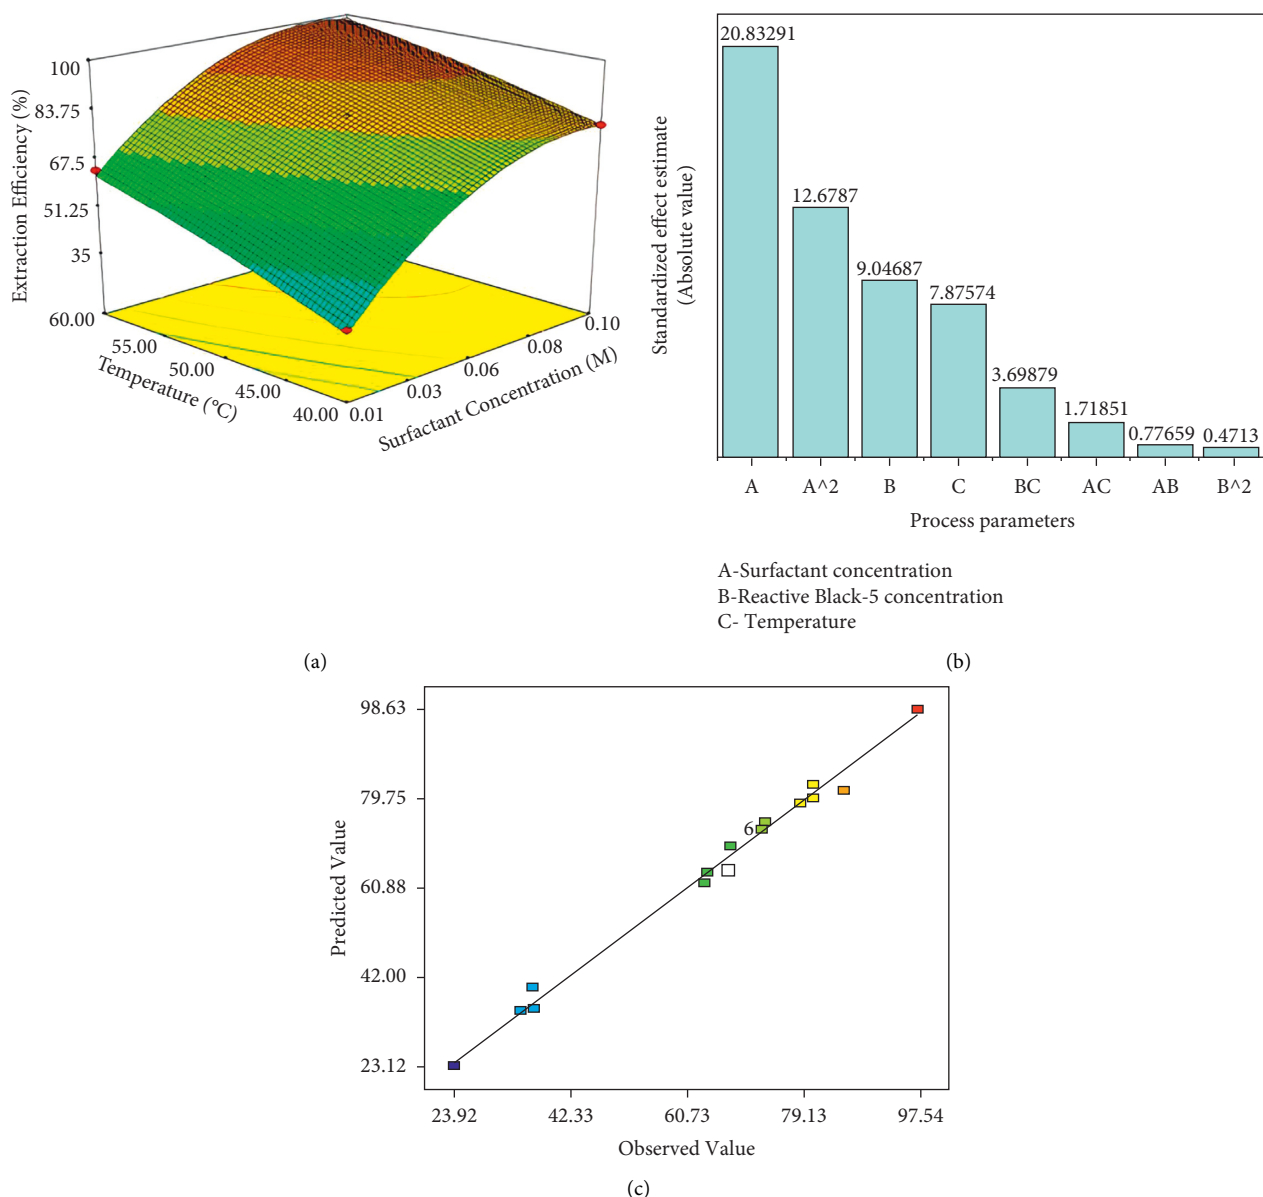 100
83.75
67.5
51.25
35
Extraction Efficiency (%)
60.00
55.00
50.00
45.00
40.00
Temperature (°C)
0.01
0.03
0.06
0.08
0.10
Surfactant Concentration (M)
(a)
Standardized effect estimate
(Absolute value)
20.83291
12.6787
9.04687
7.87574
3.69879
1.71851
0.77659
0.4713
A A^2 B C BC AC AB B^2
Process parameters
A-Surfactant concentration
B-Reactive Black-5 concentration
C- Temperature
(b)
98.63
79.75
60.88
42.00
23.12
Predicted Value
6
23.92 42.33 60.73 79.13 97.54
Observed Value
(c)